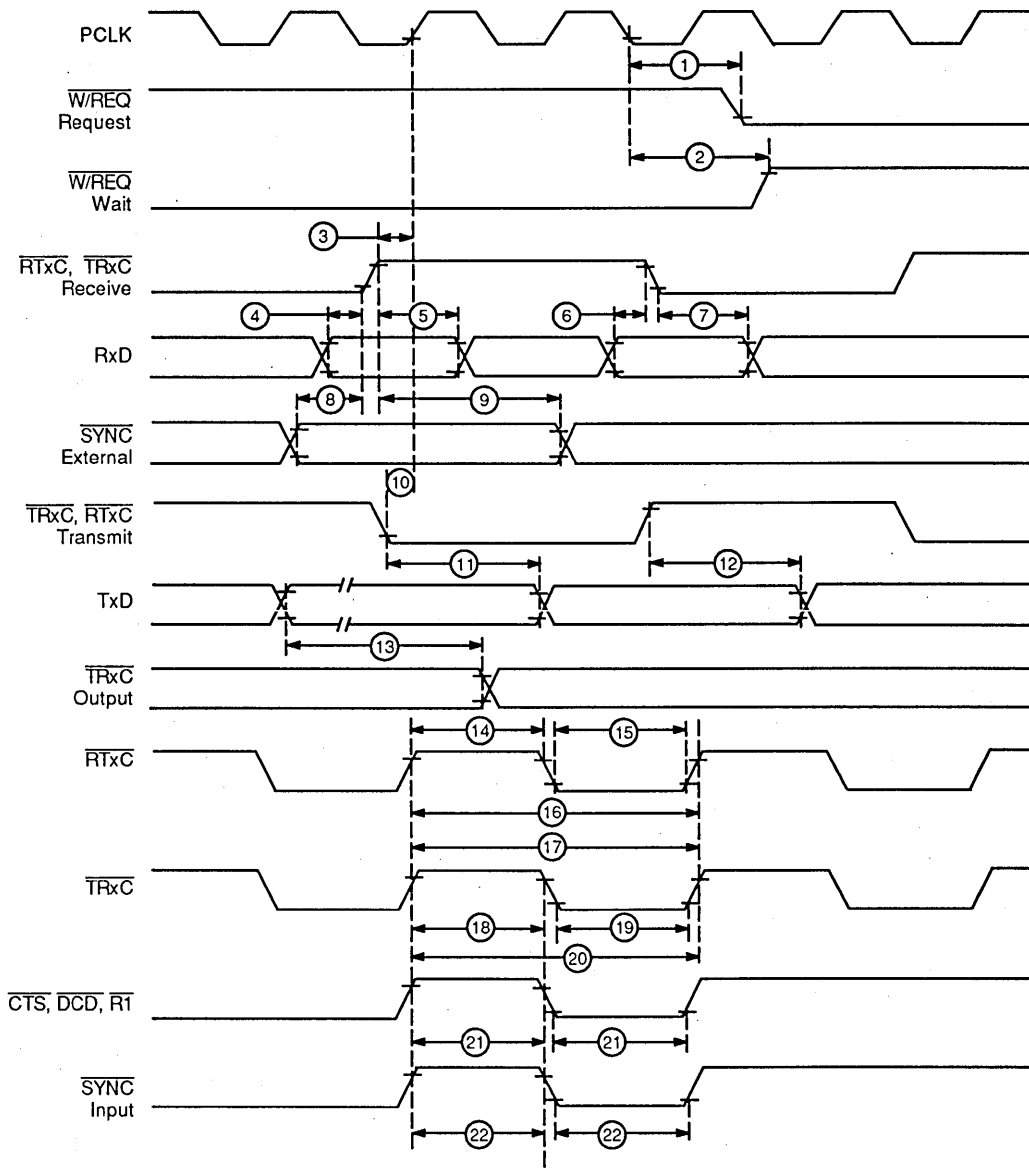 PCLK
1
W/REQ
Request
2
W/REQ
Wait
3
RTxC, TRxC
Receive
4
5
6
7
RxD
8
9
SYNC
External
10
TRxC, RTxC
Transmit
11
12
TxD
13
TRxC
Output
14
15
RTxC
16
17
TRxC
18
19
20
CTS, DCD, R1
21
21
SYNC
Input
22
22